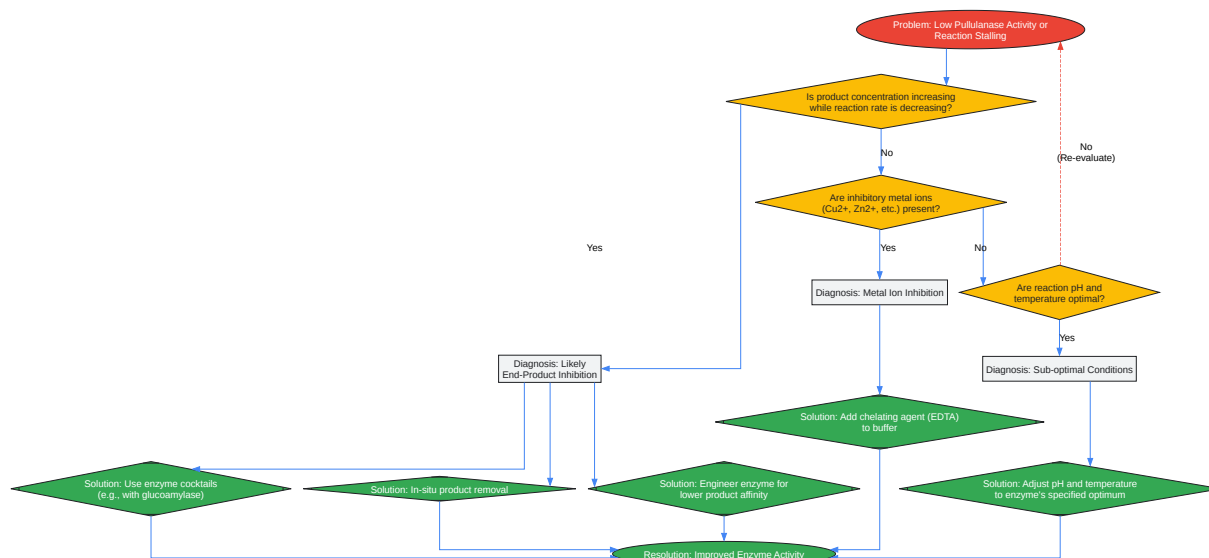 Problem: Low Pullulanase Activity or
Reaction Stalling
Is product concentration increasing
while reaction rate is decreasing?
No
No
(Re-evaluate)
Are inhibitory metal ions
(Cu2+, Zn2+, etc.) present?
Yes
Yes
No
Diagnosis: Metal Ion Inhibition
Are reaction pH and
temperature optimal?
Yes
Diagnosis: Likely
End-Product Inhibition
Diagnosis: Sub-optimal Conditions
Solution: Add chelating agent (EDTA)
to buffer
Solution: Use enzyme cocktails
(e.g., with glucoamylase)
Solution: In-situ product removal
Solution: Engineer enzyme for
lower product affinity
Solution: Adjust pH and temperature
to enzyme's specified optimum
Resolution: Improved Enzyme Activity